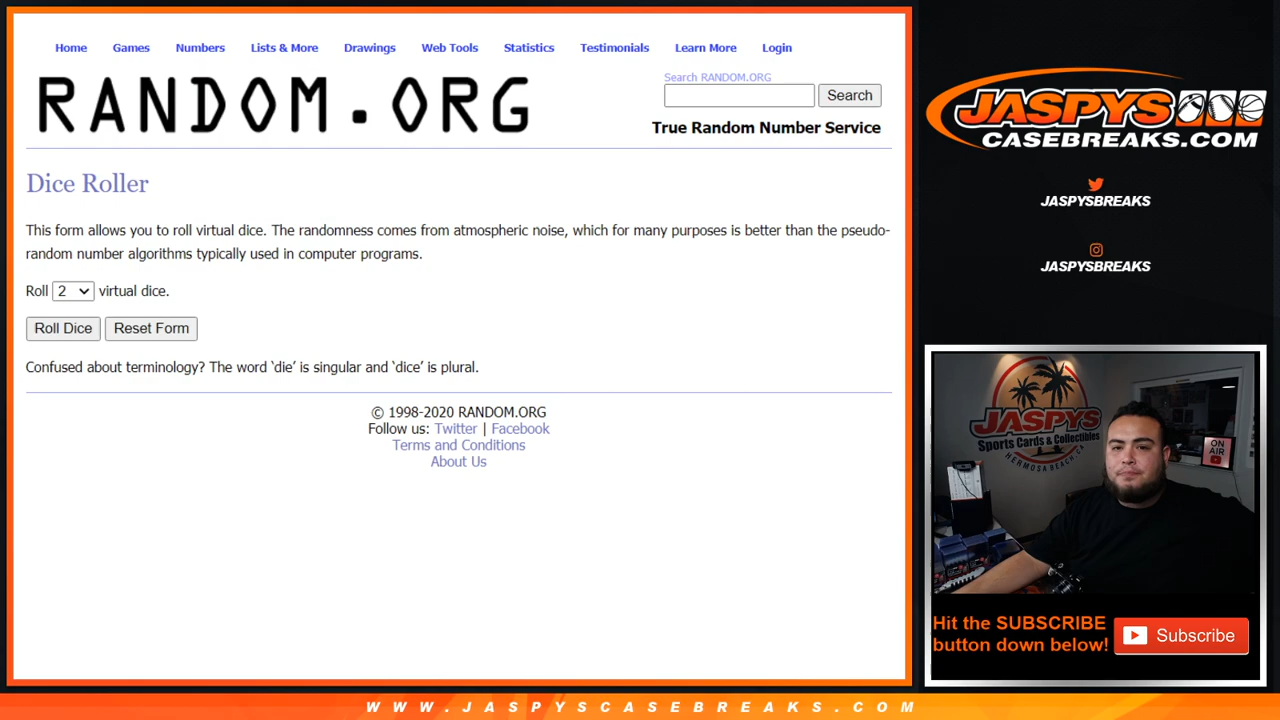 Home Games Numbers Lists & More Drawings Web Tools Statistics Testimonials Learn More Login
RANDOM.ORG
Search RANDOM.ORG
Search
True Random Number Service
Dice Roller
This form allows you to roll virtual dice. The randomness comes from atmospheric noise, which for many purposes is better than the pseudo-
random number algorithms typically used in computer programs.
Roll 2 virtual dice.
Roll Dice Reset Form
Confused about terminology? The word ‘die’ is singular and ‘dice’ is plural.
© 1998-2020 RANDOM.ORG
Follow us: Twitter | Facebook
Terms and Conditions
About Us
JASPYS
CASEBREAKS.COM
JASPYSBREAKS
JASPYSBREAKS
JASPYS
Sports Cards & Collectibles
HERMOSA BEACH, CA
ON
AIR
Hit the SUBSCRIBE
button down below!
Subscribe
WWW.JASPYSCASEBREAKS.COM